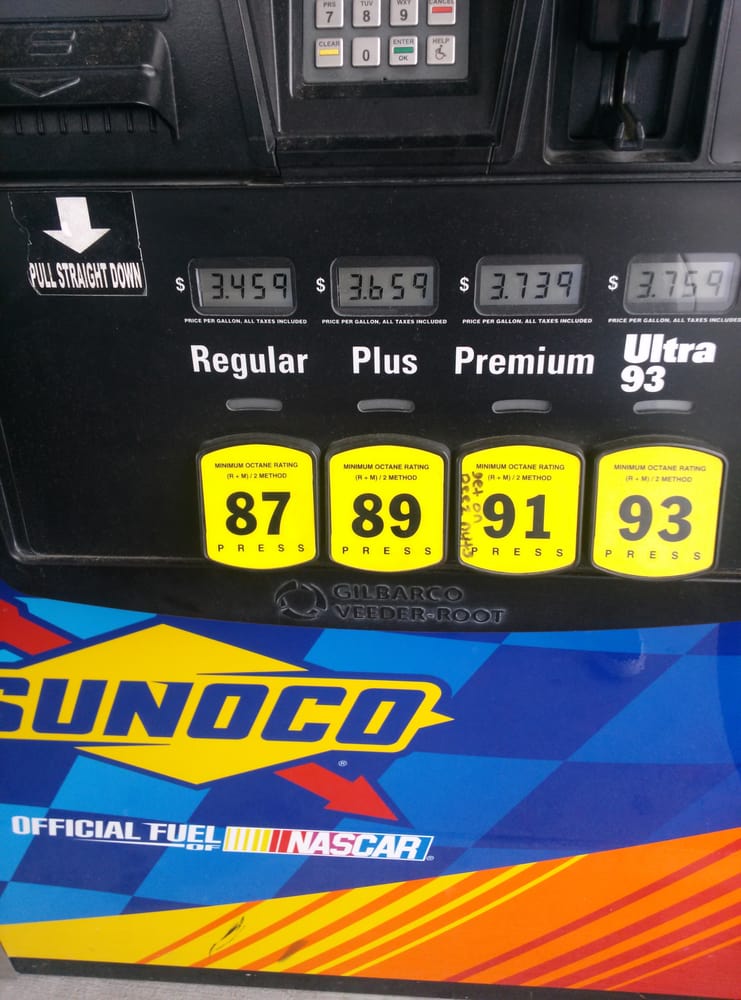 PRS
7
TUV
8
WXY
9
CANCEL
CLEAR
0
ENTER
OK
HELP
PULL STRAIGHT DOWN
$ 3.459
$ 3.659
$ 3.739
$ 3.759
PRICE PER GALLON, ALL TAXES INCLUDED
PRICE PER GALLON, ALL TAXES INCLUDED
PRICE PER GALLON, ALL TAXES INCLUDED
PRICE PER GALLON, ALL TAXES INCLUDED
Regular
Plus
Premium
Ultra
93
MINIMUM OCTANE RATING
(R + M) / 2 METHOD
87
PRESS
MINIMUM OCTANE RATING
(R + M) / 2 METHOD
89
PRESS
MINIMUM OCTANE RATING
(R + M) / 2 METHOD
91
PRESS
MINIMUM OCTANE RATING
(R + M) / 2 METHOD
93
PRESS
GILBARCO
VEEDER-ROOT
SUNOCO
®
OFFICIAL FUEL
OF
NASCAR